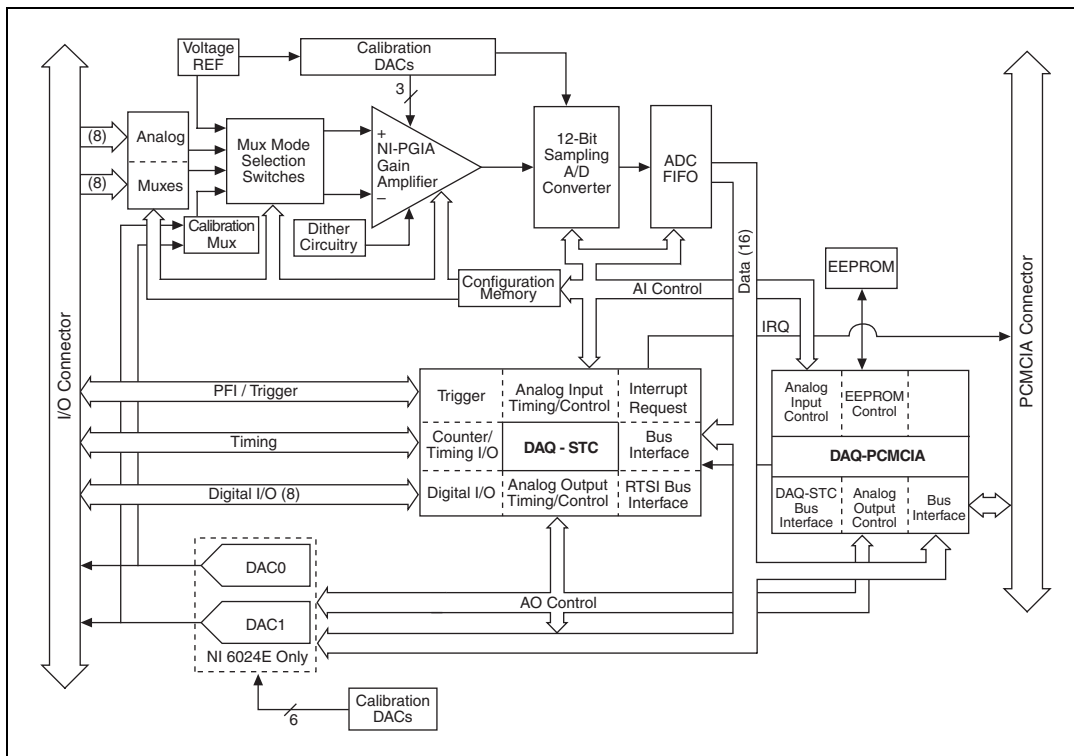 Voltage
REF
Calibration
DACs
3
(8)
Analog
(8)
Muxes
Mux Mode
Selection
Switches
+
NI-PGIA
Gain
Amplifier
–
12-Bit
Sampling
A/D
Converter
ADC
FIFO
Calibration
Mux
Dither
Circuitry
Configuration
Memory
AI Control
Data (16)
EEPROM
IRQ
I/O Connector
PCMCIA Connector
PFI / Trigger
Timing
Digital I/O (8)
Trigger
Analog Input
Timing/Control
Interrupt
Request
Counter/
Timing I/O
DAQ - STC
Bus
Interface
Digital I/O
Analog Output
Timing/Control
RTSI Bus
Interface
Analog
Input
Control
EEPROM
Control
DAQ-PCMCIA
DAQ-STC
Bus
Interface
Analog
Output
Control
Bus
Interface
DAC0
DAC1
NI 6024E Only
AO Control
6
Calibration
DACs